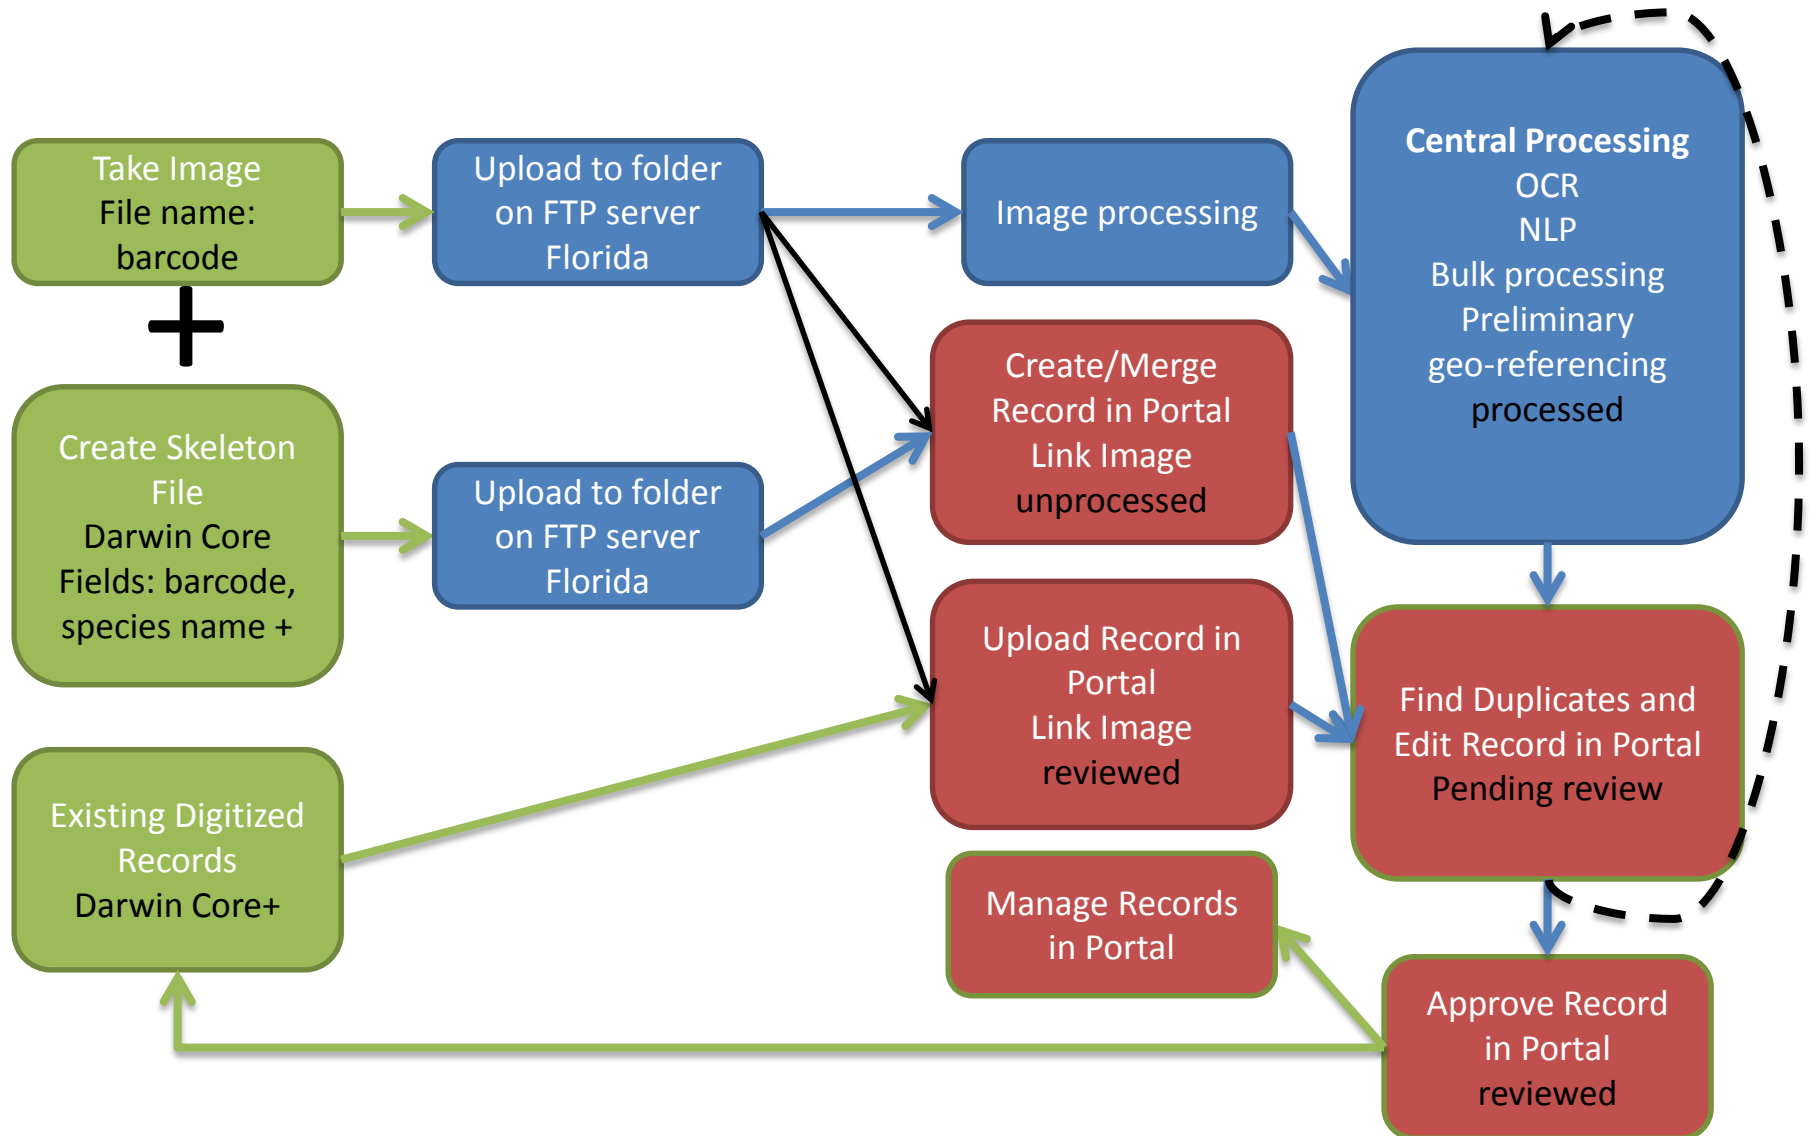 Take Image
File name:
barcode
+
Create Skeleton
File
Darwin Core
Fields: barcode,
species name +
Existing Digitized
Records
Darwin Core+
Upload to folder
on FTP server
Florida
Upload to folder
on FTP server
Florida
Image processing
Create/Merge
Record in Portal
Link Image
unprocessed
Upload Record in
Portal
Link Image
reviewed
Manage Records
in Portal
Central Processing
OCR
NLP
Bulk processing
Preliminary
geo-referencing
processed
Find Duplicates and
Edit Record in Portal
Pending review
Approve Record
in Portal
reviewed